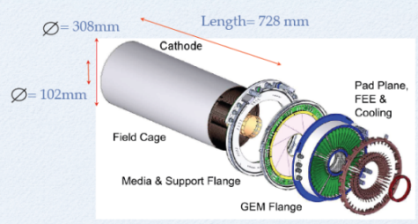 Ø= 308mm
Length= 728 mm
Cathode
Ø= 102mm
Pad Plane,
FEE &
Cooling
Field Cage
Media & Support Flange
GEM Flange